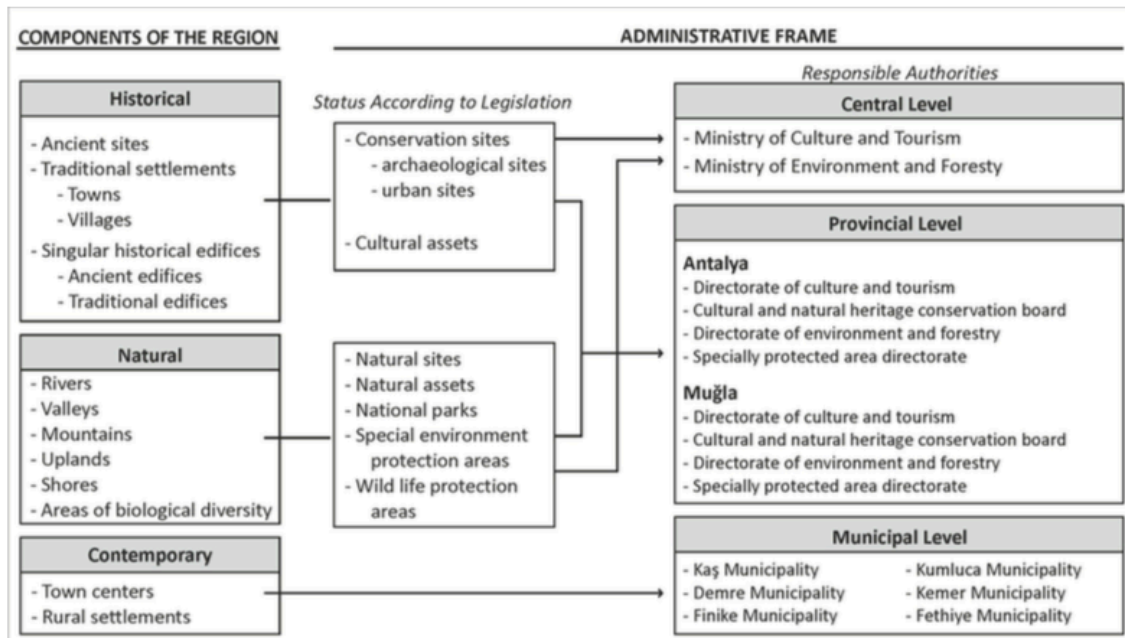 COMPONENTS OF THE REGION
ADMINISTRATIVE FRAME
Responsible Authorities
Status According to Legislation
Historical
- Ancient sites
- Traditional settlements
- Towns
- Villages
- Singular historical edifices
- Ancient edifices
- Traditional edifices
- Conservation sites
- archaeological sites
- urban sites
- Cultural assets
Central Level
- Ministry of Culture and Tourism
- Ministry of Environment and Foresty
Provincial Level
Antalya
- Directorate of culture and tourism
- Cultural and natural heritage conservation board
- Directorate of environment and forestry
- Specially protected area directorate
Muğla
- Directorate of culture and tourism
- Cultural and natural heritage conservation board
- Directorate of environment and forestry
- Specially protected area directorate
Natural
- Rivers
- Valleys
- Mountains
- Uplands
- Shores
- Areas of biological diversity
- Natural sites
- Natural assets
- National parks
- Special environment
protection areas
- Wild life protection
areas
Contemporary
- Town centers
- Rural settlements
Municipal Level
- Kaş Municipality
- Demre Municipality
- Finike Municipality
- Kumluca Municipality
- Kemer Municipality
- Fethiye Municipality